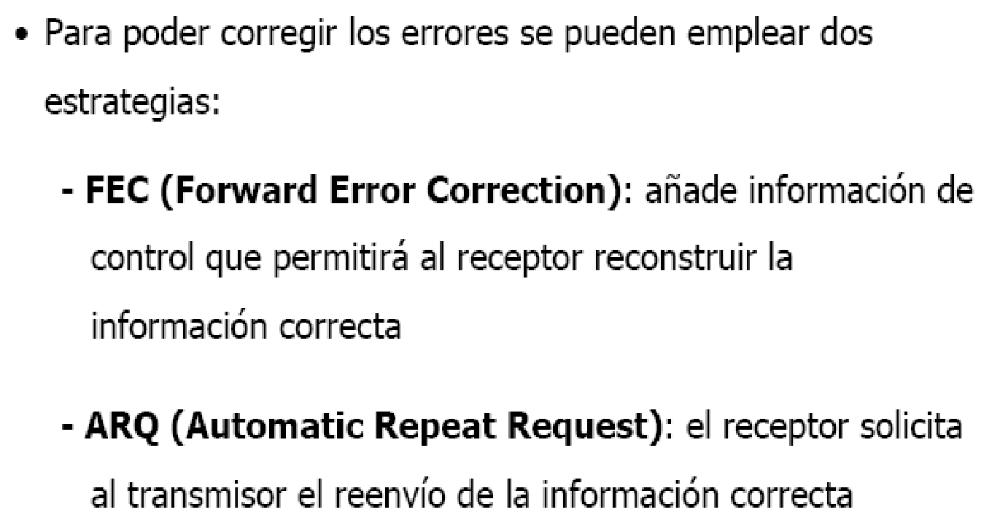 • Para poder corregir los errores se pueden emplear dos
estrategias:
- FEC (Forward Error Correction): añade información de
control que permitirá al receptor reconstruir la
información correcta
- ARQ (Automatic Repeat Request): el receptor solicita
al transmisor el reenvío de la información correcta